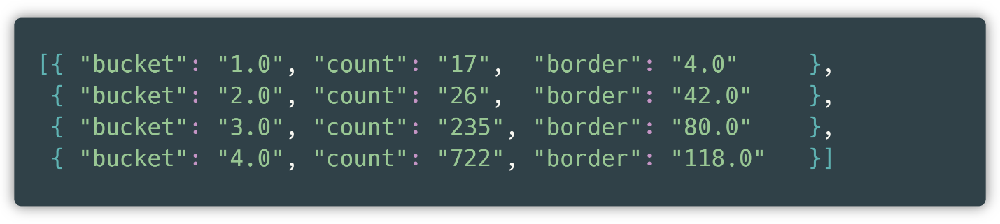 [{ "bucket": "1.0", "count": "17",  "border": "4.0"     },
 { "bucket": "2.0", "count": "26",  "border": "42.0"    },
 { "bucket": "3.0", "count": "235", "border": "80.0"    },
 { "bucket": "4.0", "count": "722", "border": "118.0"   }]